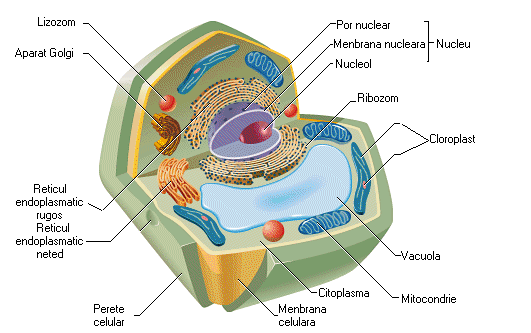 Lizozom
Aparat Golgi
Por nuclear
Menbrana nucleara
Nucleol
Nucleu
Ribozom
Cloroplast
Reticul
endoplasmatic
rugos
Reticul
endoplasmatic
neted
Vacuola
Mitocondrie
Citoplasma
Menbrana
celulara
Perete
celular